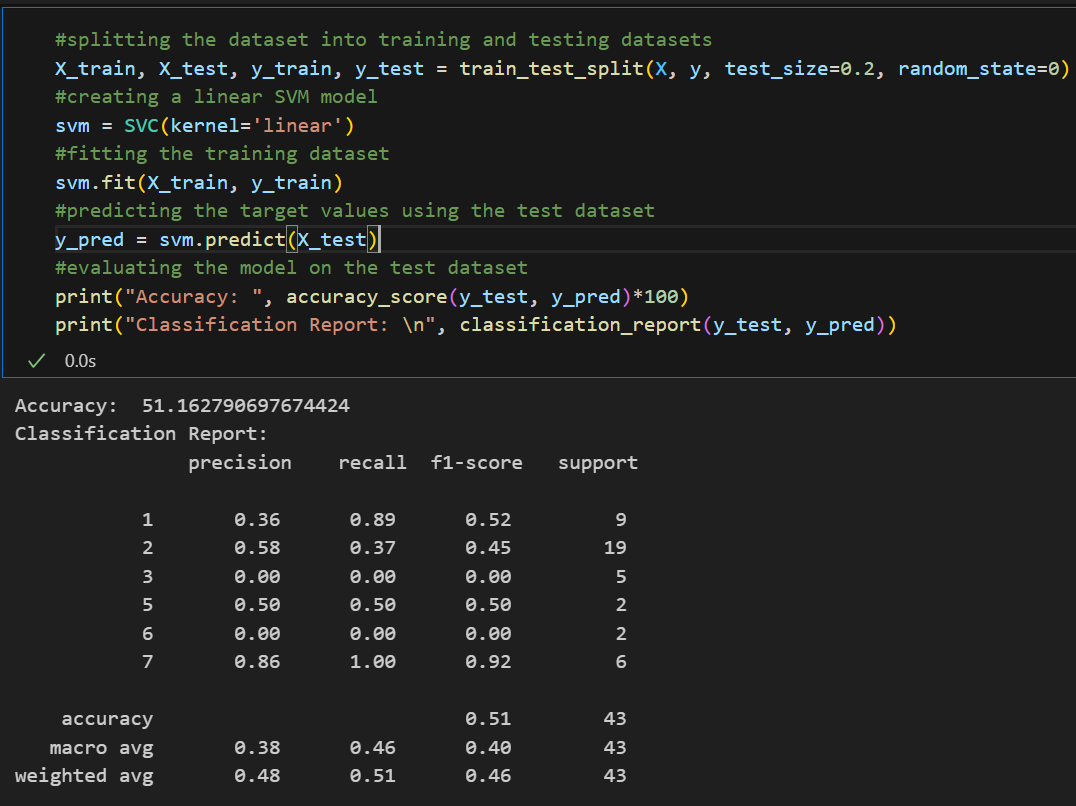 #splitting the dataset into training and testing datasets
X_train, X_test, y_train, y_test = train_test_split(X, y, test_size=0.2, random_state=0)
#creating a linear SVM model
svm = SVC(kernel='linear')
#fitting the training dataset
svm.fit(X_train, y_train)
#predicting the target values using the test dataset
y_pred = svm.predict(X_test)
#evaluating the model on the test dataset
print("Accuracy: ", accuracy_score(y_test, y_pred)*100)
print("Classification Report: \n", classification_report(y_test, y_pred))
0.0s
Accuracy:  51.162790697674424
Classification Report:
precision    recall  f1-score   support
1       0.36      0.89      0.52         9
2       0.58      0.37      0.45        19
3       0.00      0.00      0.00         5
5       0.50      0.50      0.50         2
6       0.00      0.00      0.00         2
7       0.86      1.00      0.92         6
accuracy                           0.51        43
macro avg       0.38      0.46      0.40        43
weighted avg       0.48      0.51      0.46        43